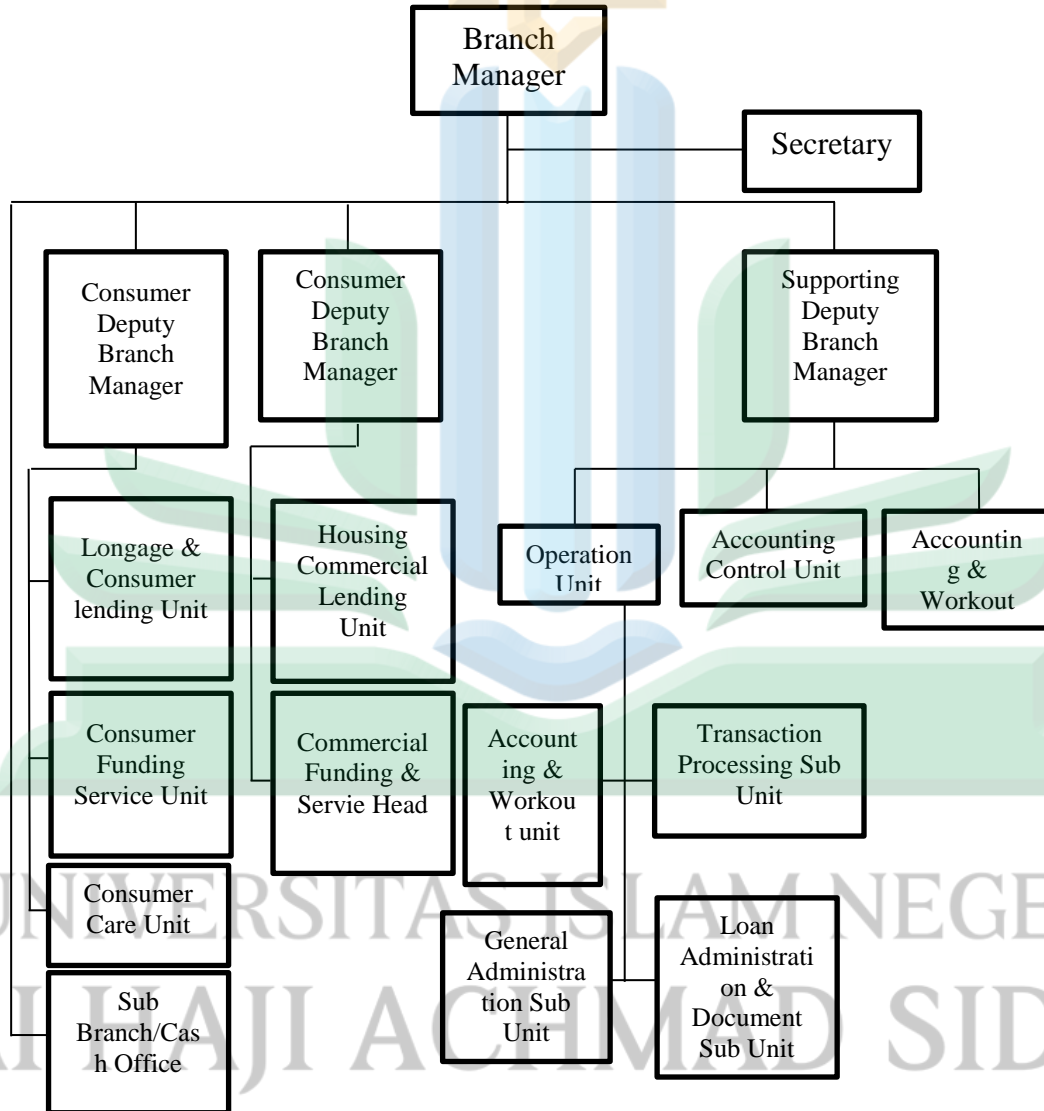 Branch
Manager
Secretary
Consumer
Deputy
Branch
Manager
Consumer
Deputy
Branch
Manager
Supporting
Deputy
Branch
Manager
Longage &
Consumer
lending Unit
Housing
Commercial
Lending
Unit
Operation
Unit
Accounting
Control Unit
Accountin
g &
Workout
Consumer
Funding
Service Unit
Commercial
Funding &
Servie Head
Account
ing &
Workou
t unit
Transaction
Processing Sub
Unit
Consumer
Care Unit
General
Administra
tion Sub
Unit
Loan
Administrati
on &
Document
Sub Unit
Sub
Branch/Cas
h Office
UNIVERSITAS ISLAM NEGE
AI HAJI ACHMAD SID